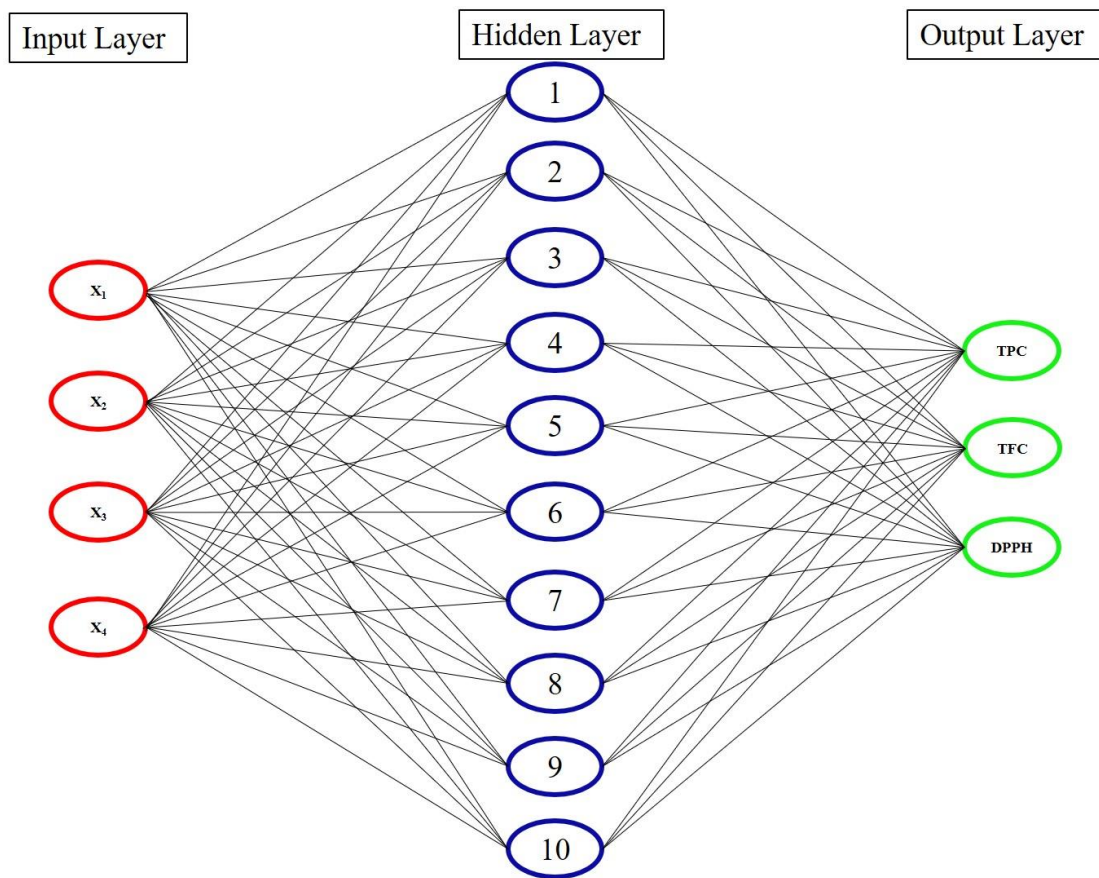 Input Layer
Hidden Layer
Output Layer
X₁
X₂
X₃
X₄
1
2
3
4
5
6
7
8
9
10
TPC
TFC
DPPH